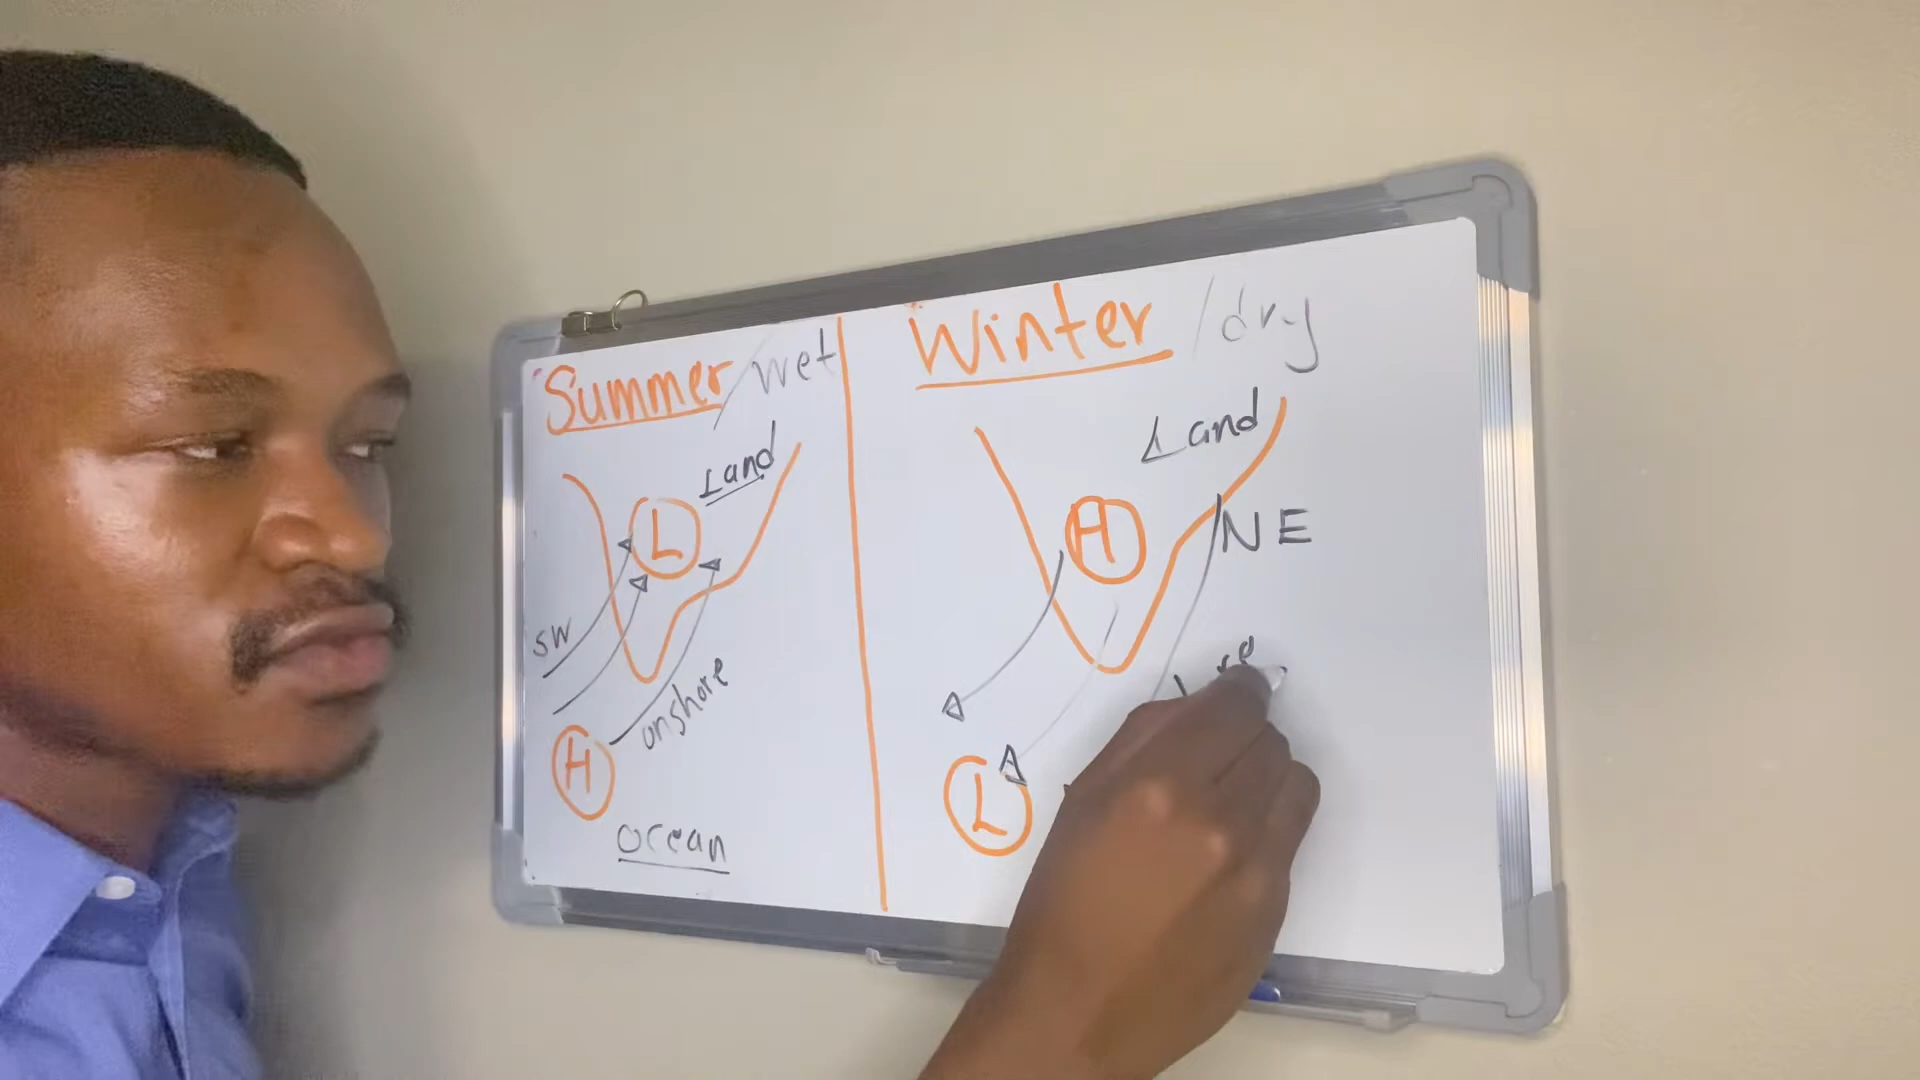 Summer/wet
Land
L
SW
onshore
H
ocean
Winter/dry
Land
H
NE
L